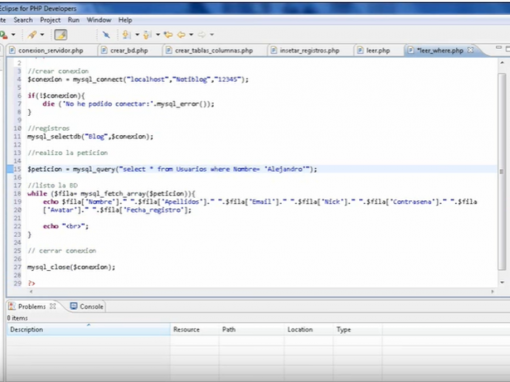 Eclipse for PHP Developers
te Search Project Run Window Help
conexion_servidor.php crear_bd.php crear_tablas_columnas.php insetar_registros.php leer.php *leer_where.php
2
3 //crear conexion
4 $conexion = mysql_connect("localhost","Notiblog","12345");
5
6 if(!$conexion){
7 die ('No he podido conectar:'.mysql_error());
8 }
9
10 //registros
11 mysql_selectdb("Blog",$conexion);
12
13 //realizo la peticion
14
15 $peticion = mysql_query("select * from Usuarios where Nombre= 'Alejandro'");
16
17 //listo la BD
18 while ($fila= mysql_fetch_array($peticion)){
19 echo $fila['Nombre']." ".$fila['Apellidos']." ".$fila['Email']." ".$fila['Nick']." ".$fila['Contrasena']." ".$fila
20 ['Avatar']." ".$fila['Fecha_registro'];
21
22 echo "<br>";
23 }
24
25 // cerrar conexion
26
27 mysql_close($conexion);
28
29 ?>
Problems Console
0 items
Description Resource Path Location Type